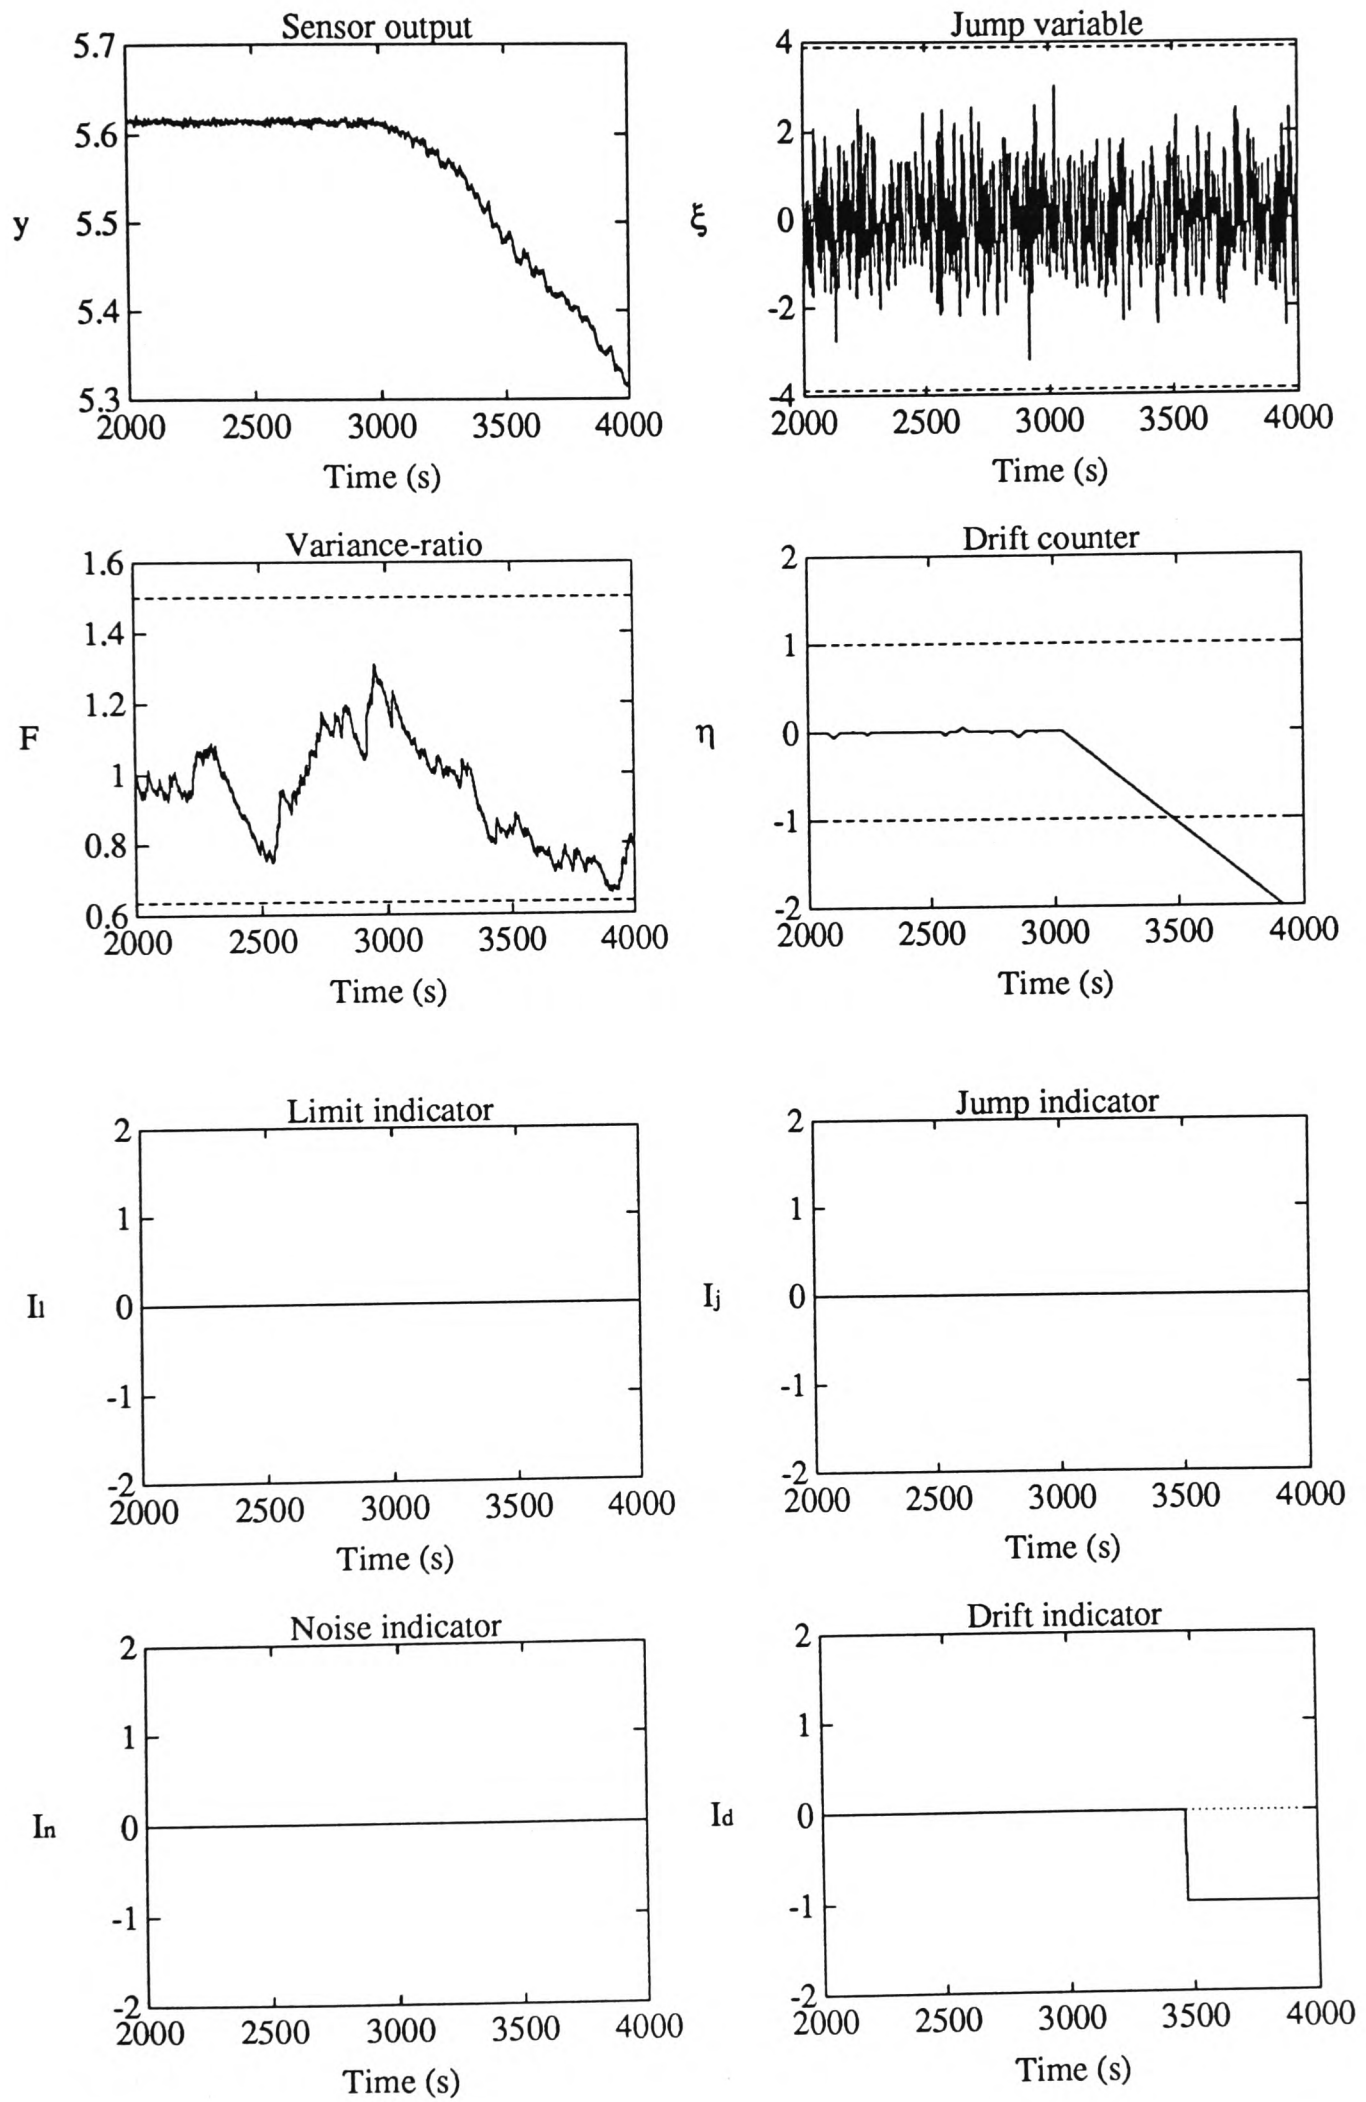 Sensor output
5.7
5.6
5.5
5.4
5.3
y
2000 2500 3000 3500 4000
Time (s)
Jump variable
4
2
0
-2
-4
ξ
2000 2500 3000 3500 4000
Time (s)
Variance-ratio
1.6
1.4
1.2
1
0.8
0.6
F
2000 2500 3000 3500 4000
Time (s)
Drift counter
2
1
0
-1
-2
η
2000 2500 3000 3500 4000
Time (s)
Limit indicator
2
1
0
-1
-2
Il
2000 2500 3000 3500 4000
Time (s)
Jump indicator
2
1
0
-1
-2
Ij
2000 2500 3000 3500 4000
Time (s)
Noise indicator
2
1
0
-1
-2
In
2000 2500 3000 3500 4000
Time (s)
Drift indicator
2
1
0
-1
-2
Id
2000 2500 3000 3500 4000
Time (s)